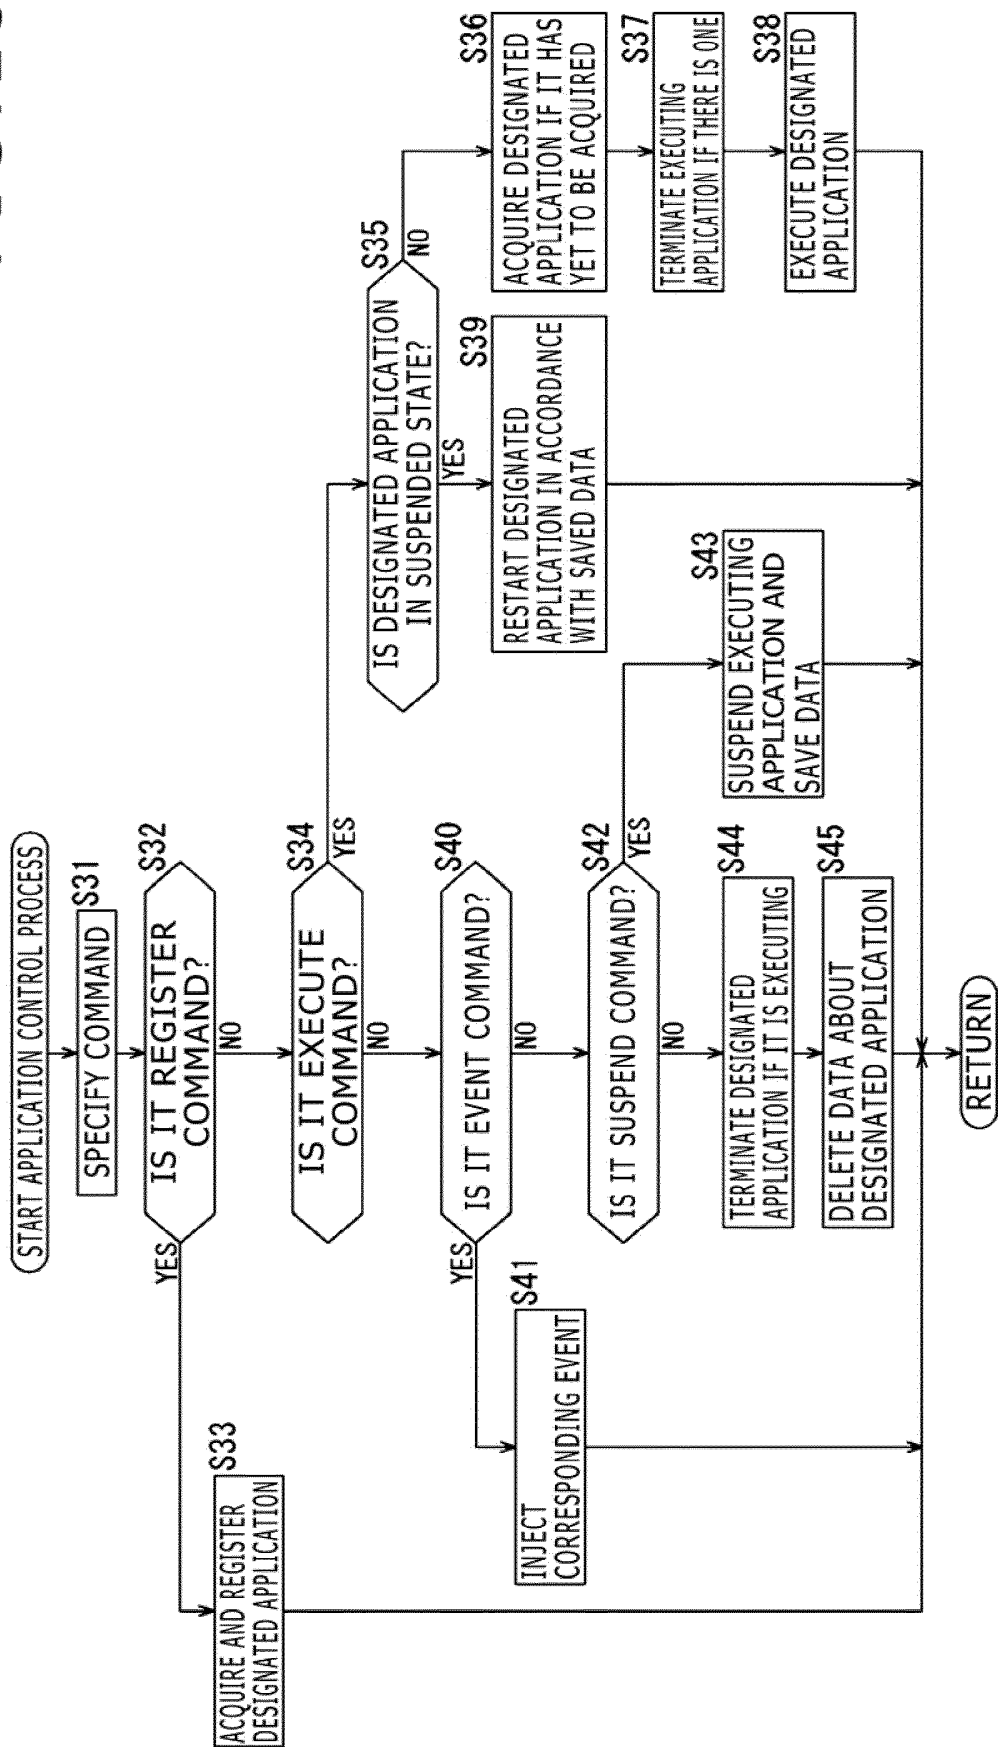 START APPLICATION CONTROL PROCESS
S31
SPECIFY COMMAND
S32
IS IT REGISTER
COMMAND?
YES
NO
S33
ACQUIRE AND REGISTER
DESIGNATED APPLICATION
S34
IS IT EXECUTE
COMMAND?
YES
NO
S35
IS DESIGNATED APPLICATION
IN SUSPENDED STATE?
NO
YES
S36
ACQUIRE DESIGNATED
APPLICATION IF IT HAS
YET TO BE ACQUIRED
S37
TERMINATE EXECUTING
APPLICATION IF THERE IS ONE
S38
EXECUTE DESIGNATED
APPLICATION
S39
RESTART DESIGNATED
APPLICATION IN ACCORDANCE
WITH SAVED DATA
S40
IS IT EVENT COMMAND?
YES
NO
S41
INJECT
CORRESPONDING EVENT
S42
IS IT SUSPEND COMMAND?
YES
NO
S43
SUSPEND EXECUTING
APPLICATION AND
SAVE DATA
S44
TERMINATE DESIGNATED
APPLICATION IF IT IS EXECUTING
S45
DELETE DATA ABOUT
DESIGNATED APPLICATION
RETURN